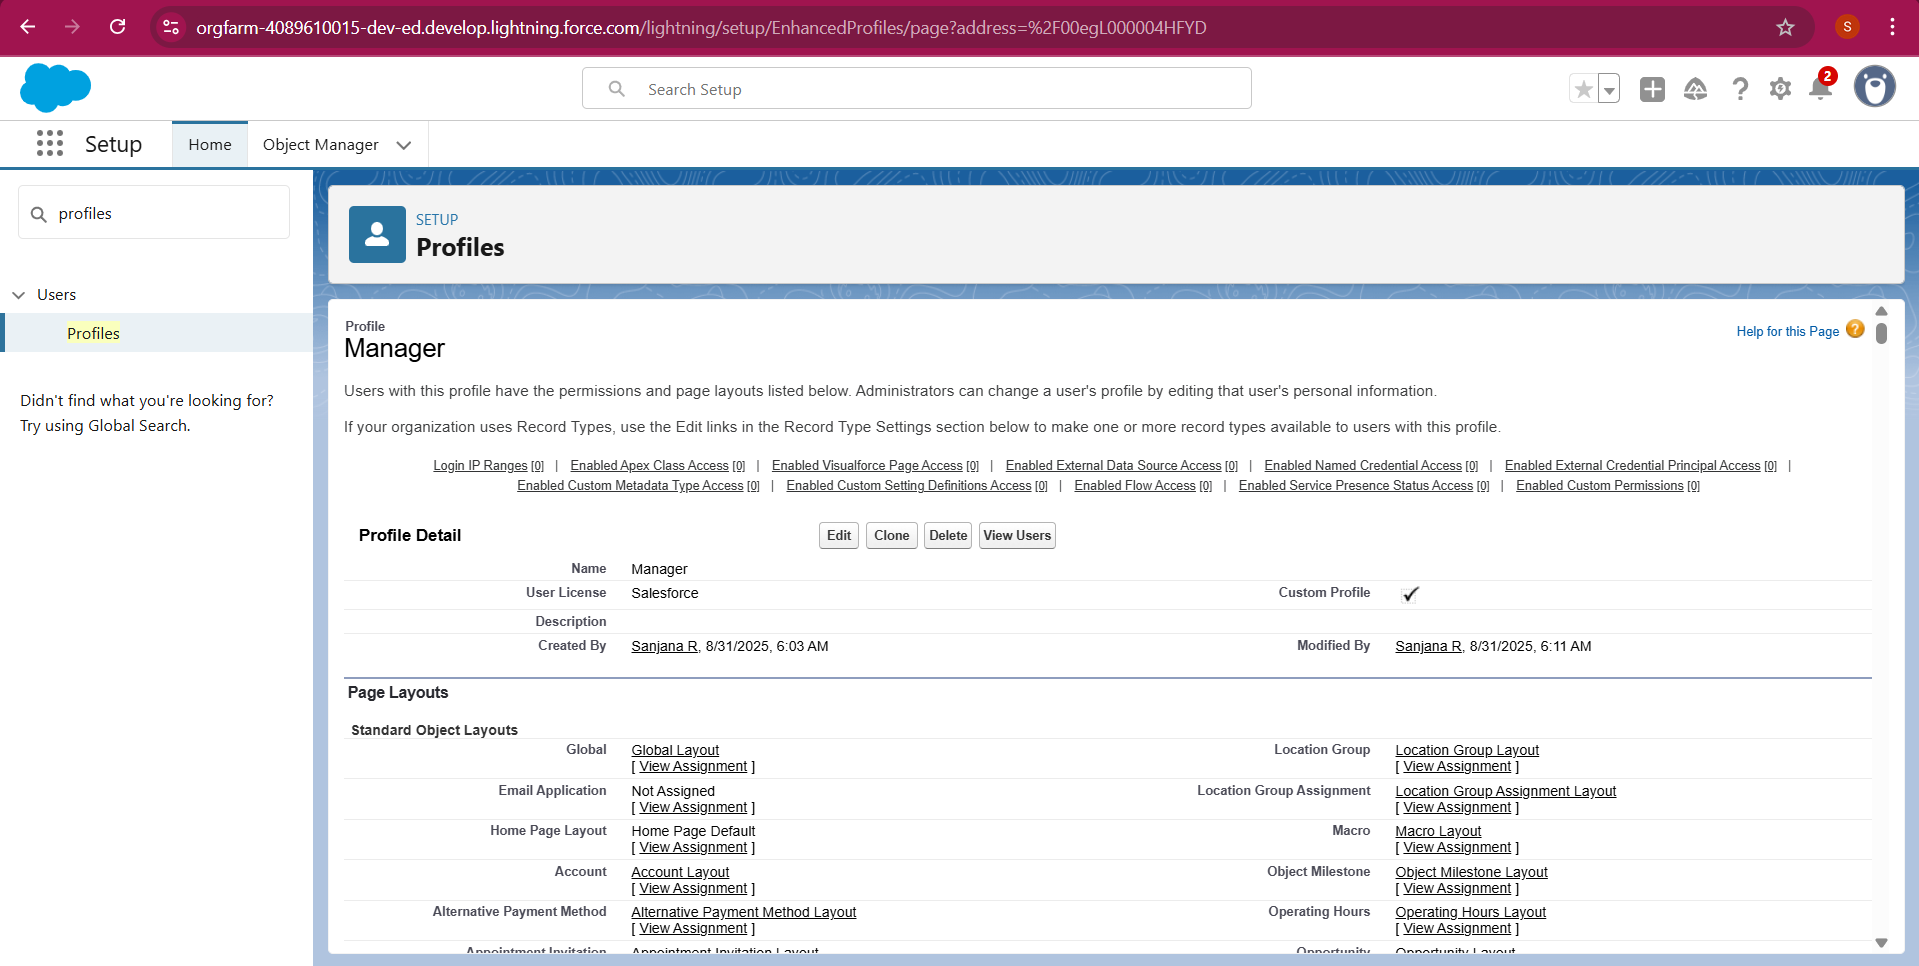 orgfarm-4089610015-dev-ed.develop.lightning.force.com/lightning/setup/EnhancedProfiles/page?address=%2F00egL000004HFYD
S
Search Setup
2
Setup
Home
Object Manager
profiles
Users
Profiles
Didn't find what you're looking for?
Try using Global Search.
SETUP
Profiles
Profile
Manager
Help for this Page ?
Users with this profile have the permissions and page layouts listed below. Administrators can change a user's profile by editing that user's personal information.
If your organization uses Record Types, use the Edit links in the Record Type Settings section below to make one or more record types available to users with this profile.
Login IP Ranges [0] | Enabled Apex Class Access [0] | Enabled Visualforce Page Access [0] | Enabled External Data Source Access [0] | Enabled Named Credential Access [0] | Enabled External Credential Principal Access [0] |
Enabled Custom Metadata Type Access [0] | Enabled Custom Setting Definitions Access [0] | Enabled Flow Access [0] | Enabled Service Presence Status Access [0] | Enabled Custom Permissions [0]
Profile Detail Edit Clone Delete View Users
Name Manager
User License Salesforce Custom Profile ✓
Description
Created By Sanjana R, 8/31/2025, 6:03 AM Modified By Sanjana R, 8/31/2025, 6:11 AM
Page Layouts
Standard Object Layouts
Global Global Layout Location Group Location Group Layout
[ View Assignment ] [ View Assignment ]
Email Application Not Assigned Location Group Assignment Location Group Assignment Layout
[ View Assignment ] [ View Assignment ]
Home Page Layout Home Page Default Macro Macro Layout
[ View Assignment ] [ View Assignment ]
Account Account Layout Object Milestone Object Milestone Layout
[ View Assignment ] [ View Assignment ]
Alternative Payment Method Alternative Payment Method Layout Operating Hours Operating Hours Layout
[ View Assignment ] [ View Assignment ]
Appointment Invitation Appointment Invitation Layout Opportunity Opportunity Layout